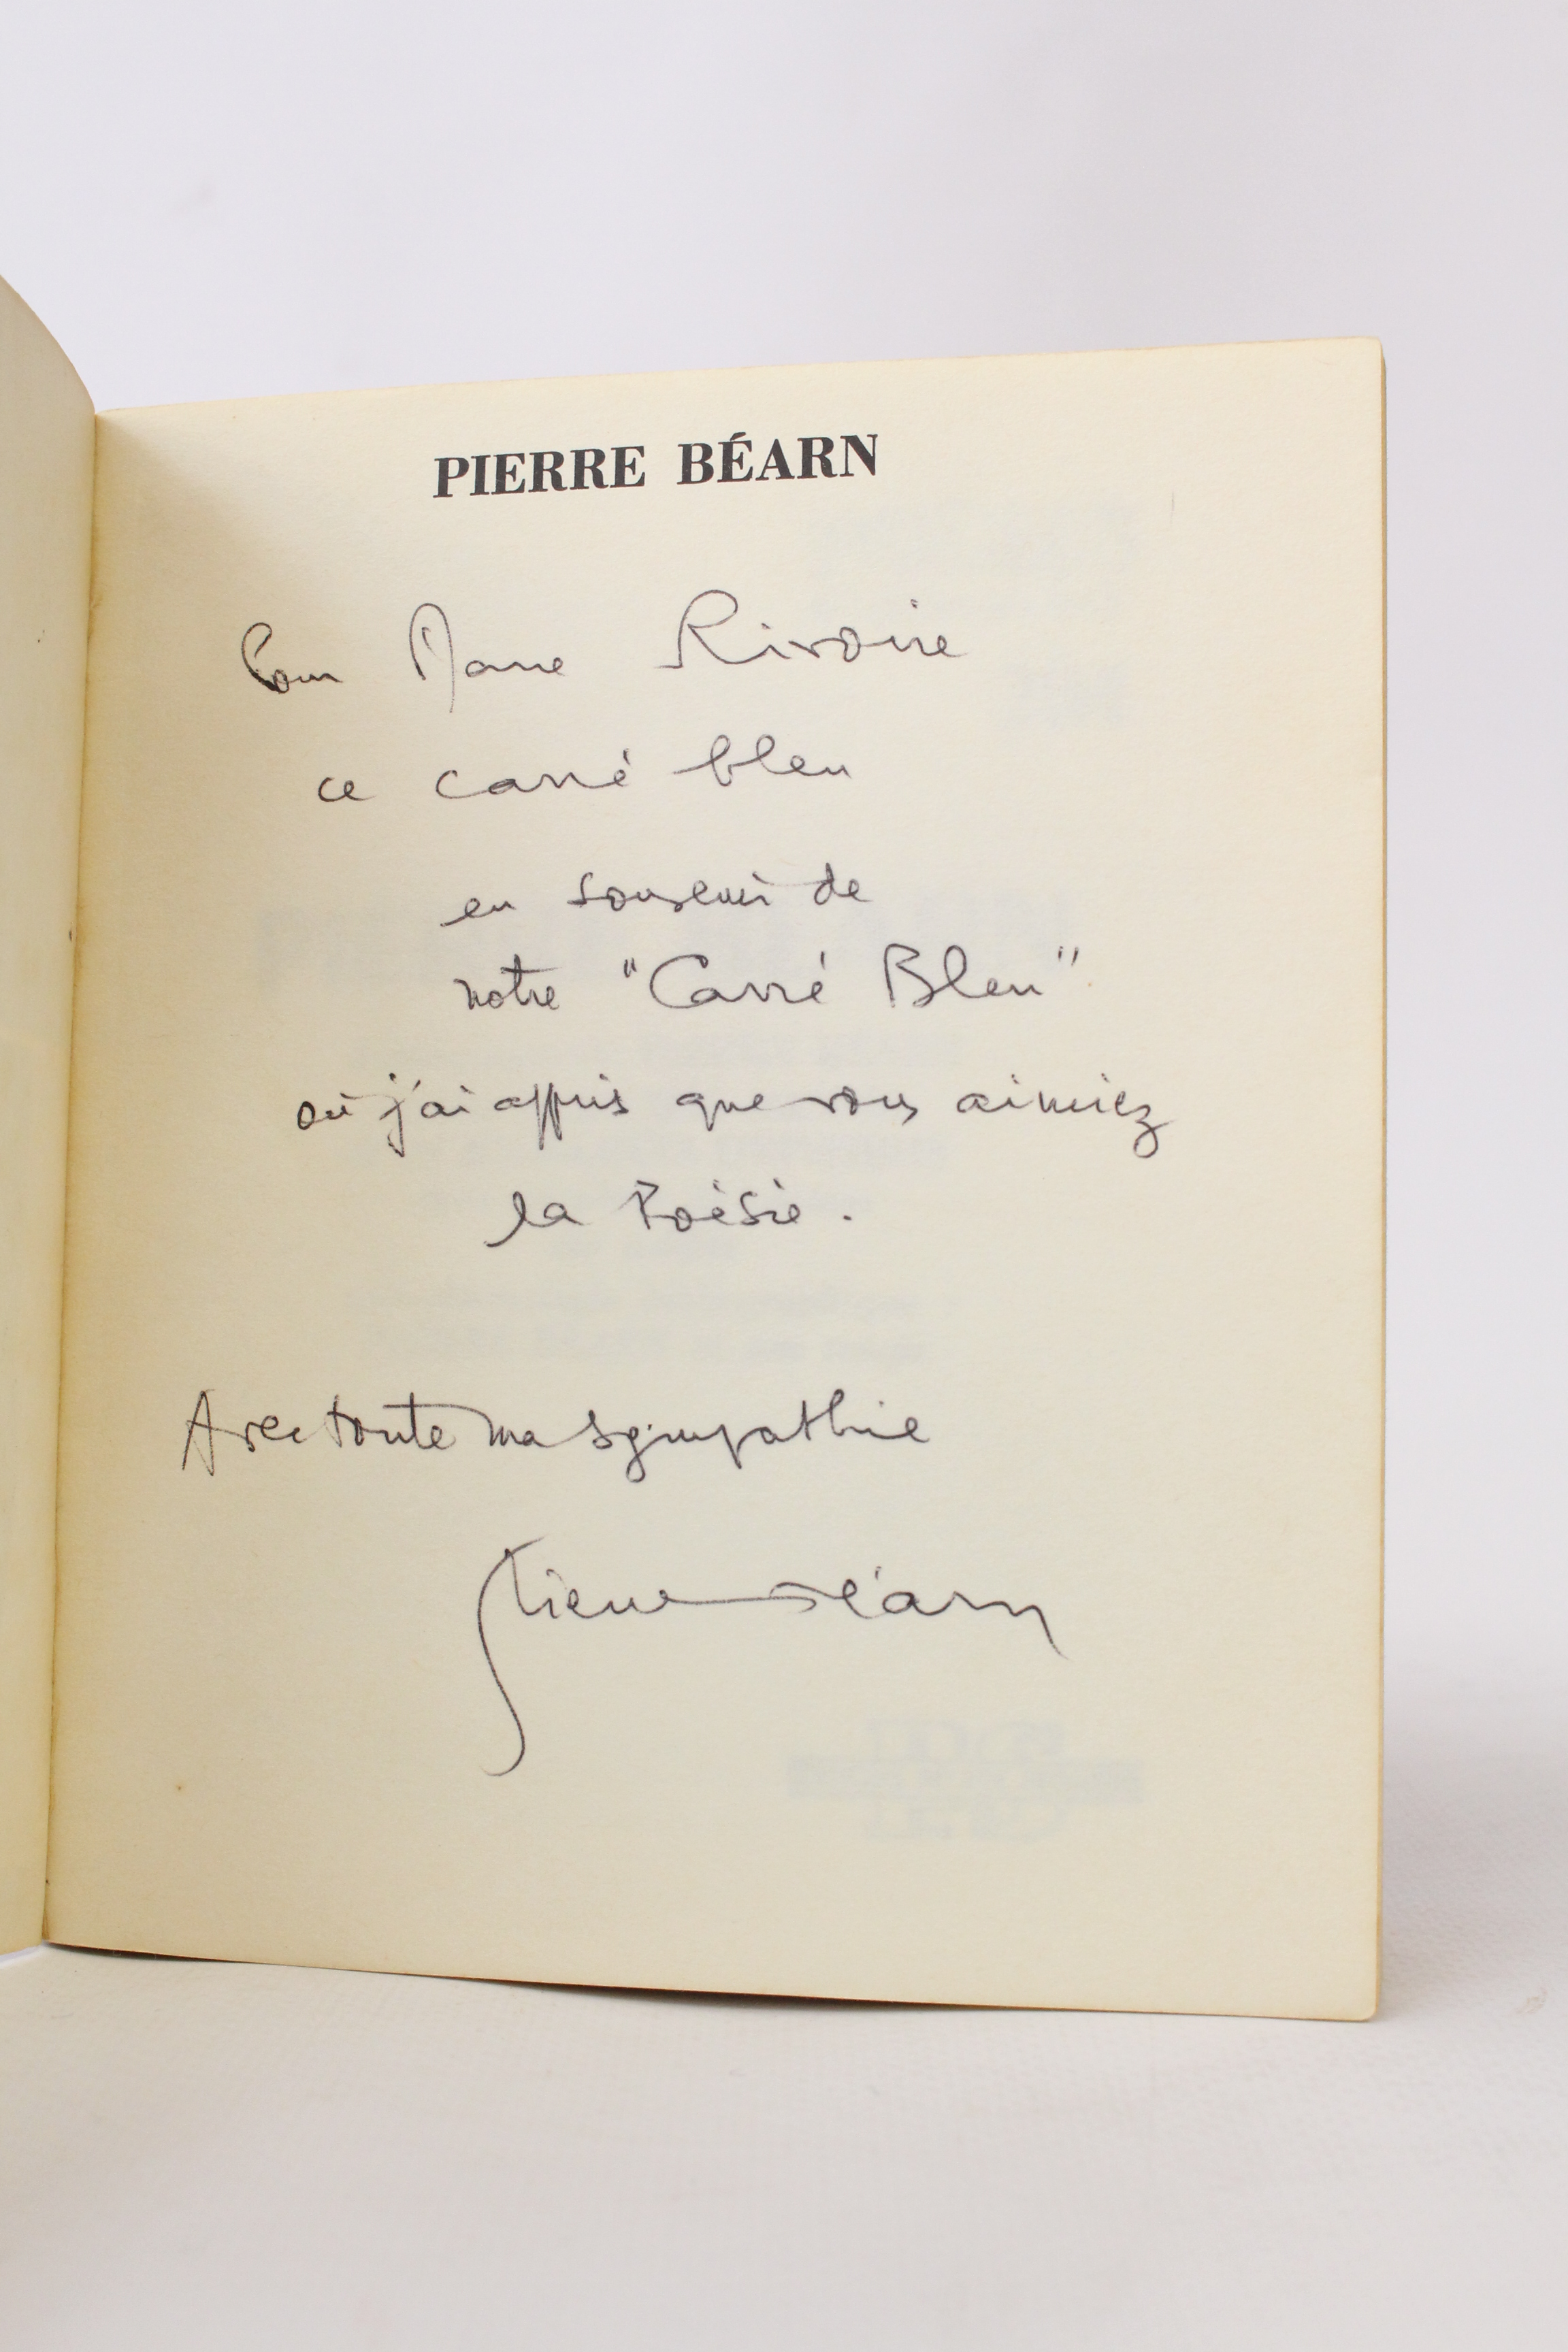 PIERRE BÉARN
Pour Marie Rivoire
ce carré bleu
en souvenir de
notre "Carré Bleu"
où j'ai appris que vous aimiez
la Poésie.
Avec toute ma sympathie
Pierre Béarn